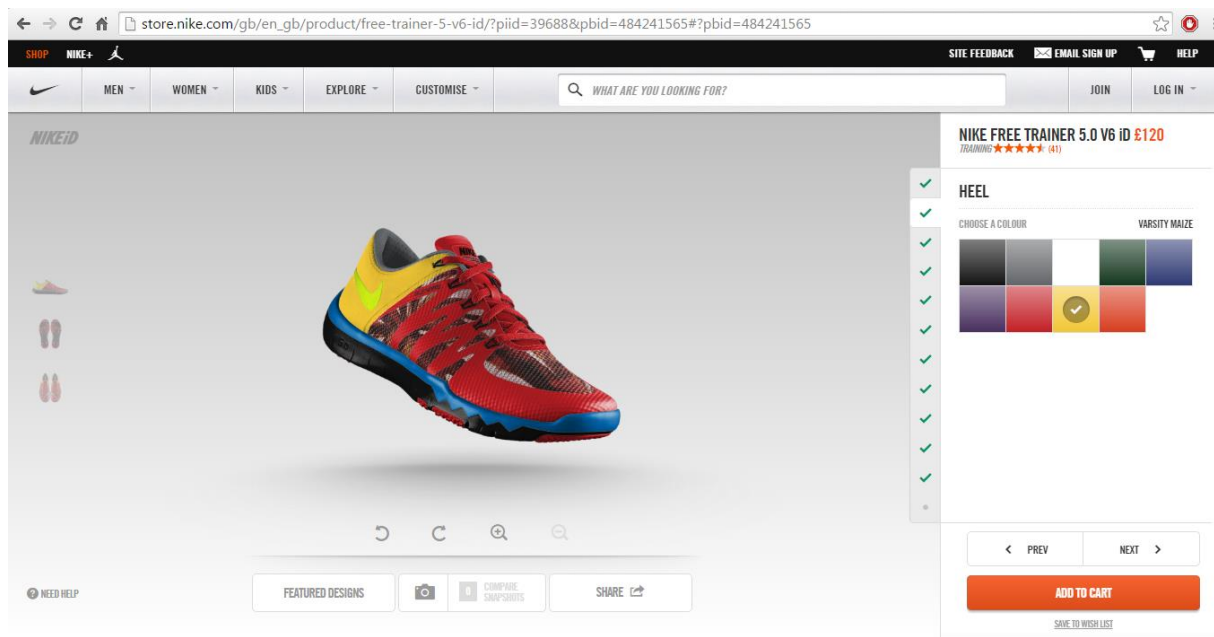 store.nike.com/gb/en_gb/product/free-trainer-5-v6-id/?piid=39688&pbid=484241565#?pbid=484241565
SHOP NIKE+ SITE FEEDBACK EMAIL SIGN UP HELP
MEN WOMEN KIDS EXPLORE CUSTOMISE WHAT ARE YOU LOOKING FOR? JOIN LOG IN
NIKEiD
NIKE FREE TRAINER 5.0 V6 iD £120
TRAINING (41)
HEEL
CHOOSE A COLOUR VARSITY MAIZE
PREV NEXT
NEED HELP
FEATURED DESIGNS
0 COMPARE
SNAPSHOTS
SHARE
ADD TO CART
SAVE TO WISH LIST